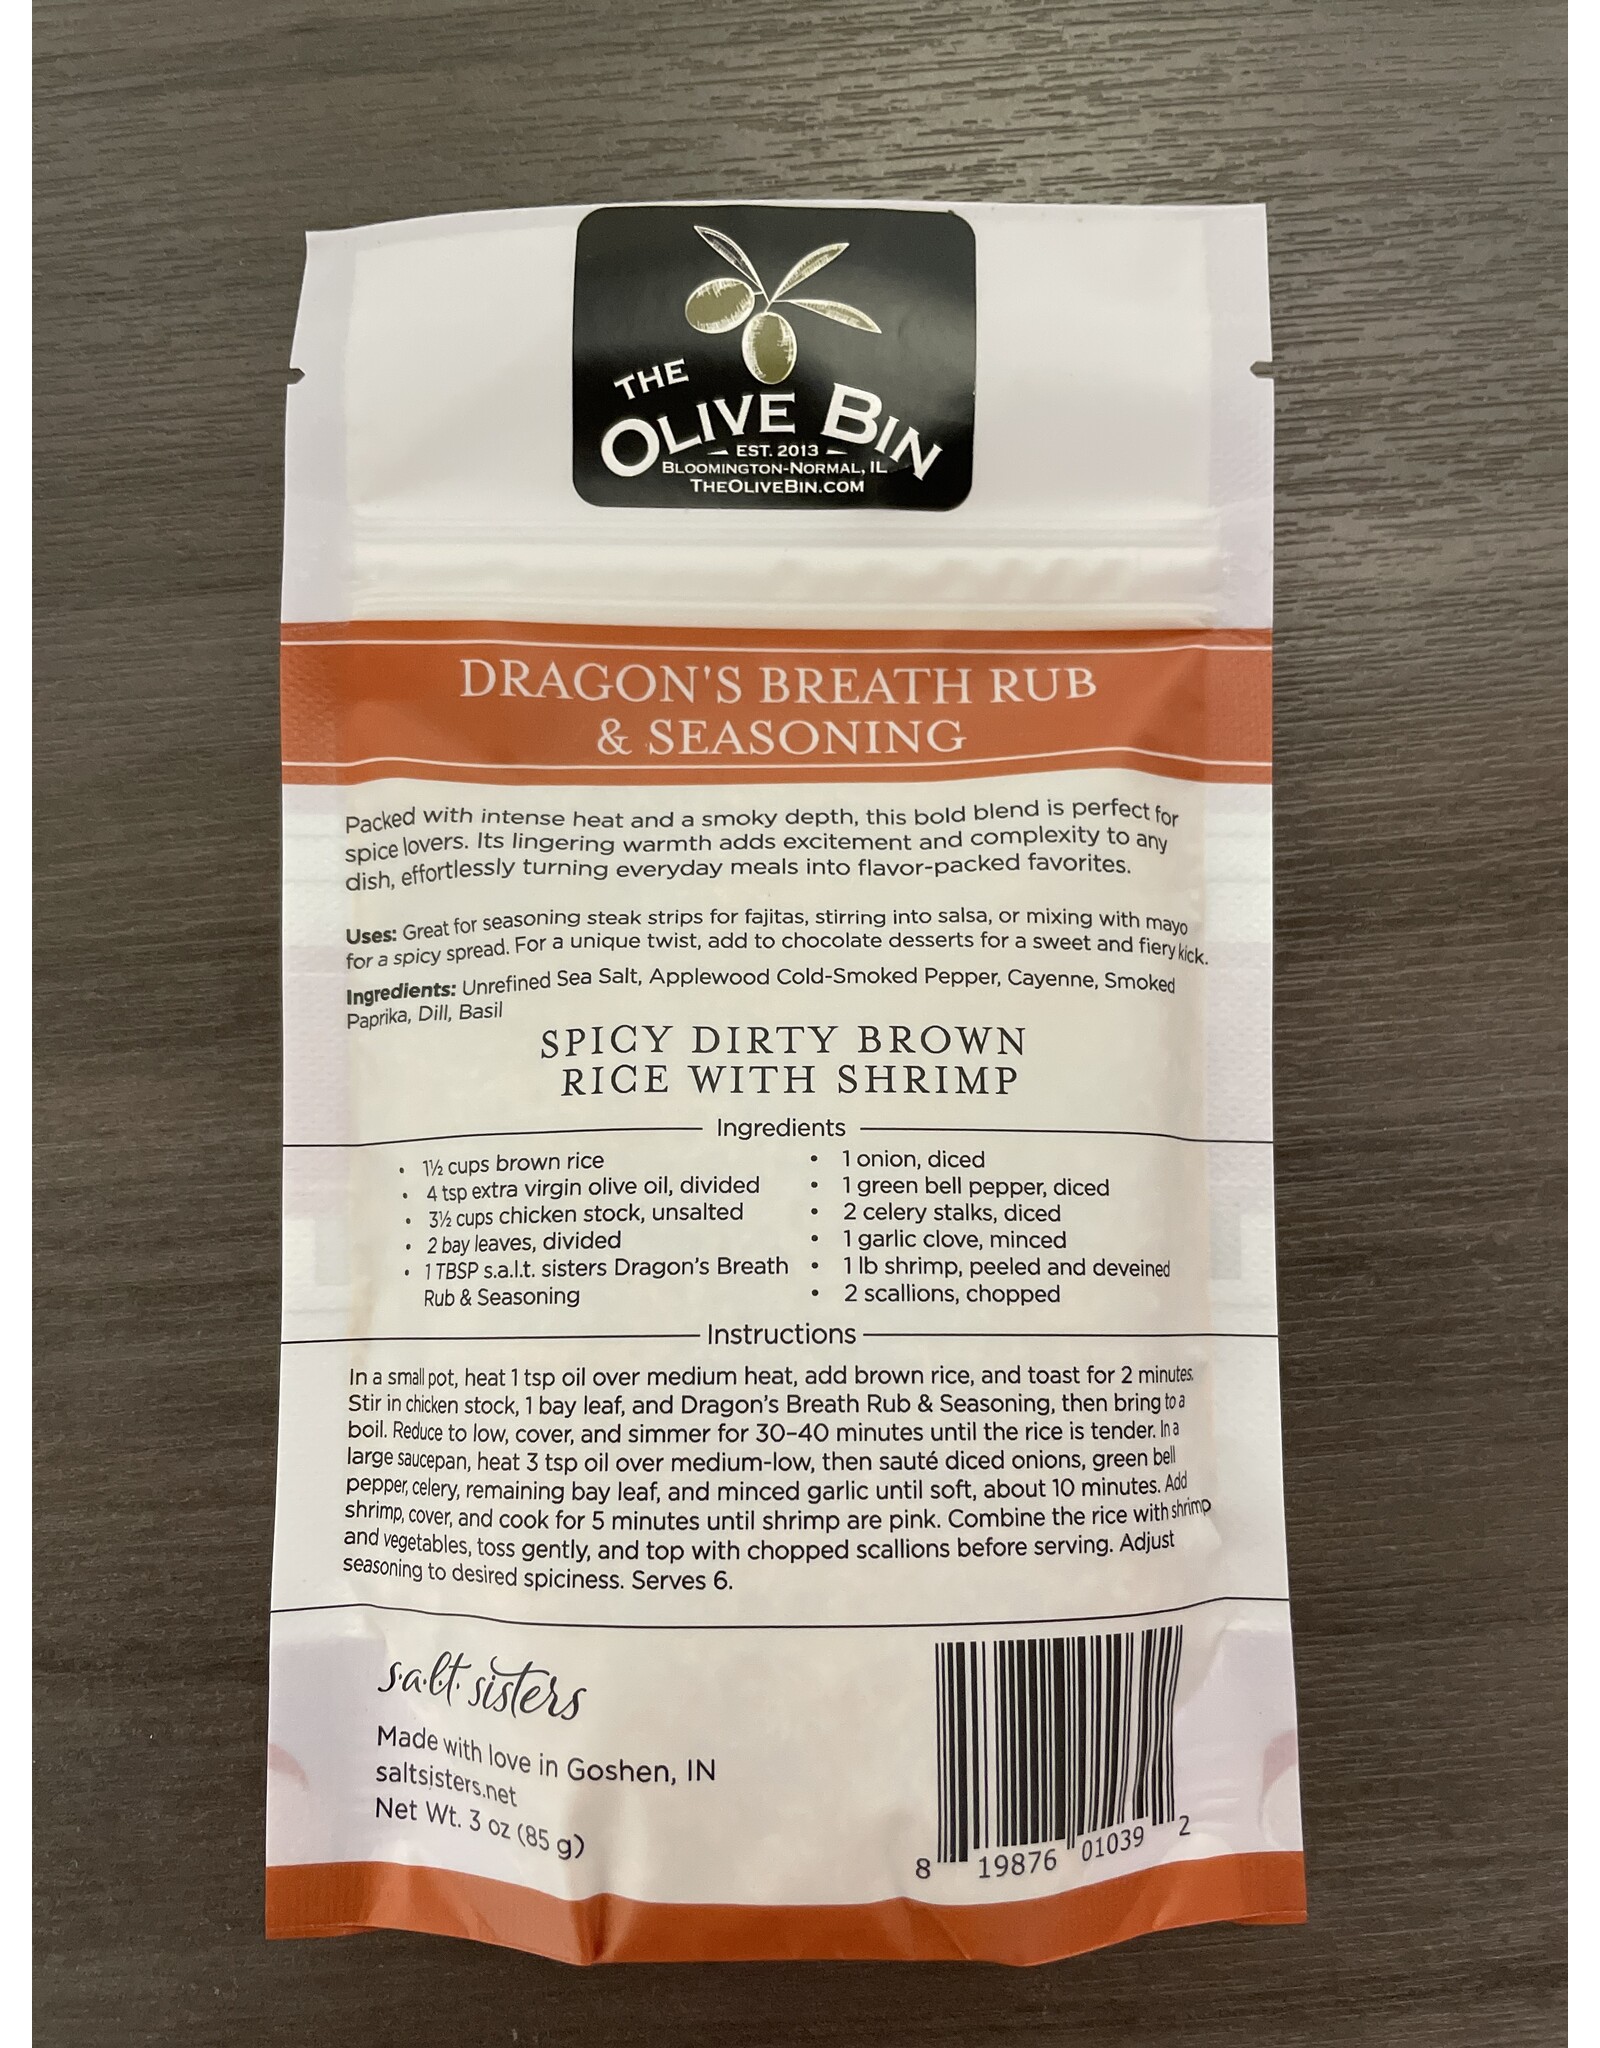 THE
OLIVE BIN
EST. 2013
BLOOMINGTON-NORMAL, IL
THEOLIVEBIN.COM
DRAGON'S BREATH RUB
& SEASONING
Packed with intense heat and a smoky depth, this bold blend is perfect for
spice lovers. Its lingering warmth adds excitement and complexity to any
dish, effortlessly turning everyday meals into flavor-packed favorites.
Uses: Great for seasoning steak strips for fajitas, stirring into salsa, or mixing with mayo
for a spicy spread. For a unique twist, add to chocolate desserts for a sweet and fiery kick.
Ingredients: Unrefined Sea Salt, Applewood Cold-Smoked Pepper, Cayenne, Smoked
Paprika, Dill, Basil
SPICY DIRTY BROWN
RICE WITH SHRIMP
Ingredients
• 1½ cups brown rice
• 4 tsp extra virgin olive oil, divided
• 3½ cups chicken stock, unsalted
• 2 bay leaves, divided
• 1 TBSP s.a.l.t. sisters Dragon's Breath
Rub & Seasoning
• 1 onion, diced
• 1 green bell pepper, diced
• 2 celery stalks, diced
• 1 garlic clove, minced
• 1 lb shrimp, peeled and deveined
• 2 scallions, chopped
Instructions
In a small pot, heat 1 tsp oil over medium heat, add brown rice, and toast for 2 minutes.
Stir in chicken stock, 1 bay leaf, and Dragon's Breath Rub & Seasoning, then bring to a
boil. Reduce to low, cover, and simmer for 30–40 minutes until the rice is tender. In a
large saucepan, heat 3 tsp oil over medium-low, then sauté diced onions, green bell
pepper, celery, remaining bay leaf, and minced garlic until soft, about 10 minutes. Add
shrimp, cover, and cook for 5 minutes until shrimp are pink. Combine the rice with shrimp
and vegetables, toss gently, and top with chopped scallions before serving. Adjust
seasoning to desired spiciness. Serves 6.
s.a.l.t. sisters
Made with love in Goshen, IN
saltsisters.net
Net Wt. 3 oz (85 g)
8 19876 01039 2